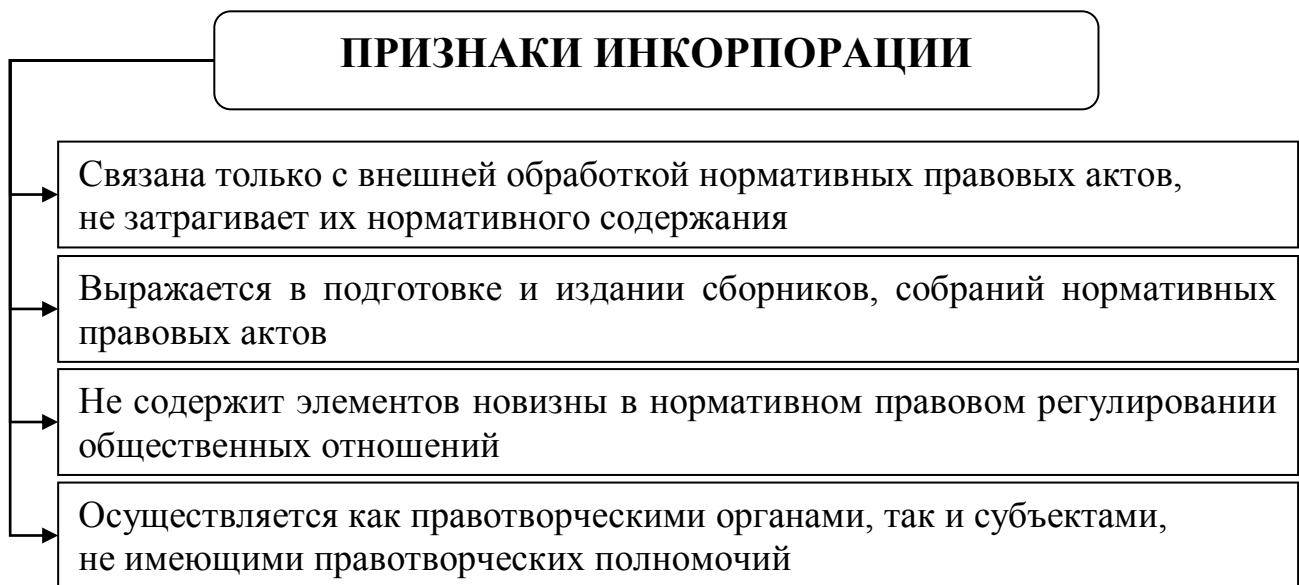 ПРИЗНАКИ ИНКОРПОРАЦИИ
Связана только с внешней обработкой нормативных правовых актов,
не затрагивает их нормативного содержания
Выражается в подготовке и издании сборников, собраний нормативных
правовых актов
Не содержит элементов новизны в нормативном правовом регулировании
общественных отношений
Осуществляется как правотворческими органами, так и субъектами,
не имеющими правотворческих полномочий